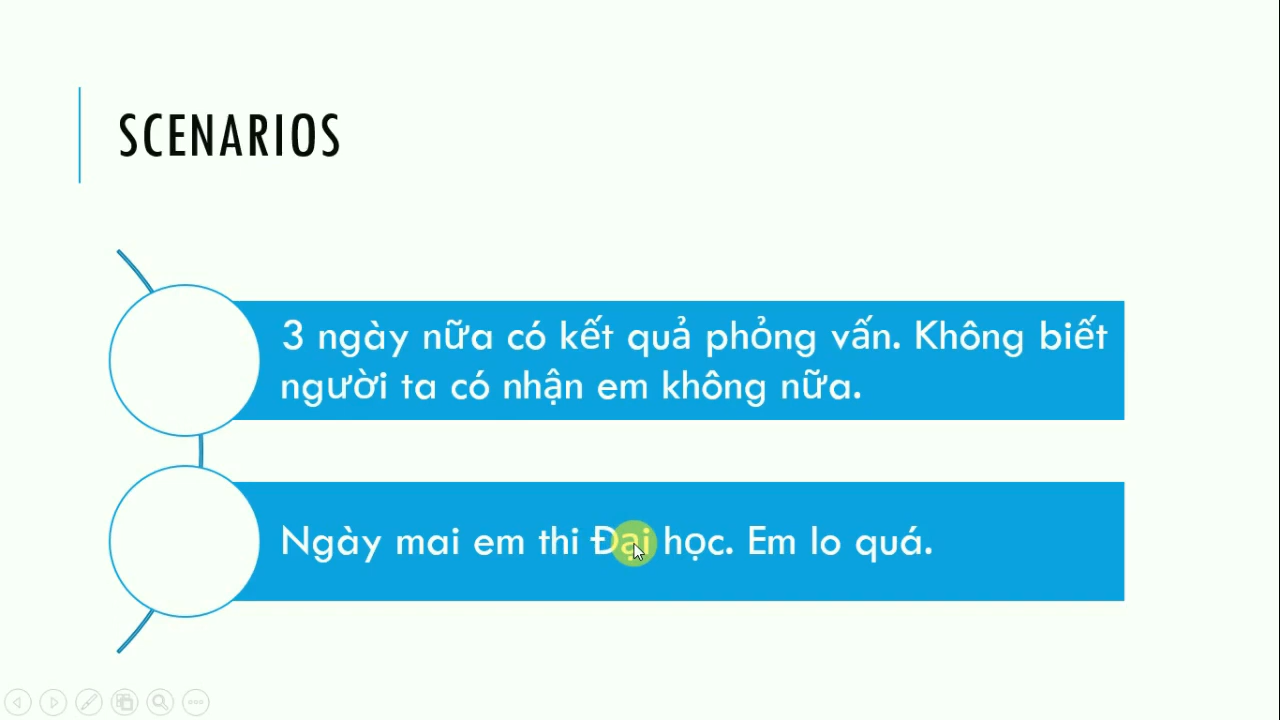 SCENARIOS
3 ngày nữa có kết quả phỏng vấn. Không biết
người ta có nhận em không nữa.
Ngày mai em thi Đại học. Em lo quá.